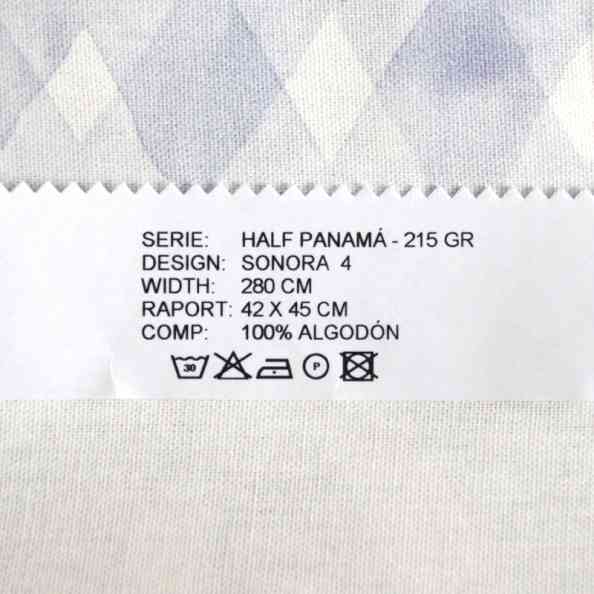 SERIE: HALF PANAMÁ - 215 GR
DESIGN: SONORA 4
WIDTH: 280 CM
RAPORT: 42 X 45 CM
COMP: 100% ALGODÓN
30 P